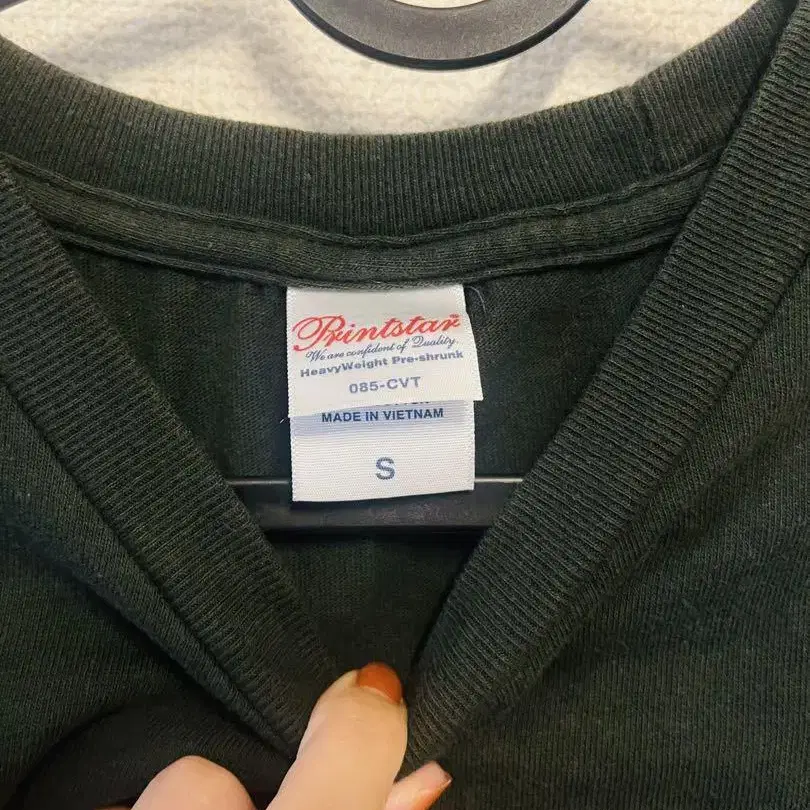 Printstar
We are confident of Quality.
HeavyWeight Pre-shrunk
085-CVT
MADE IN VIETNAM
S